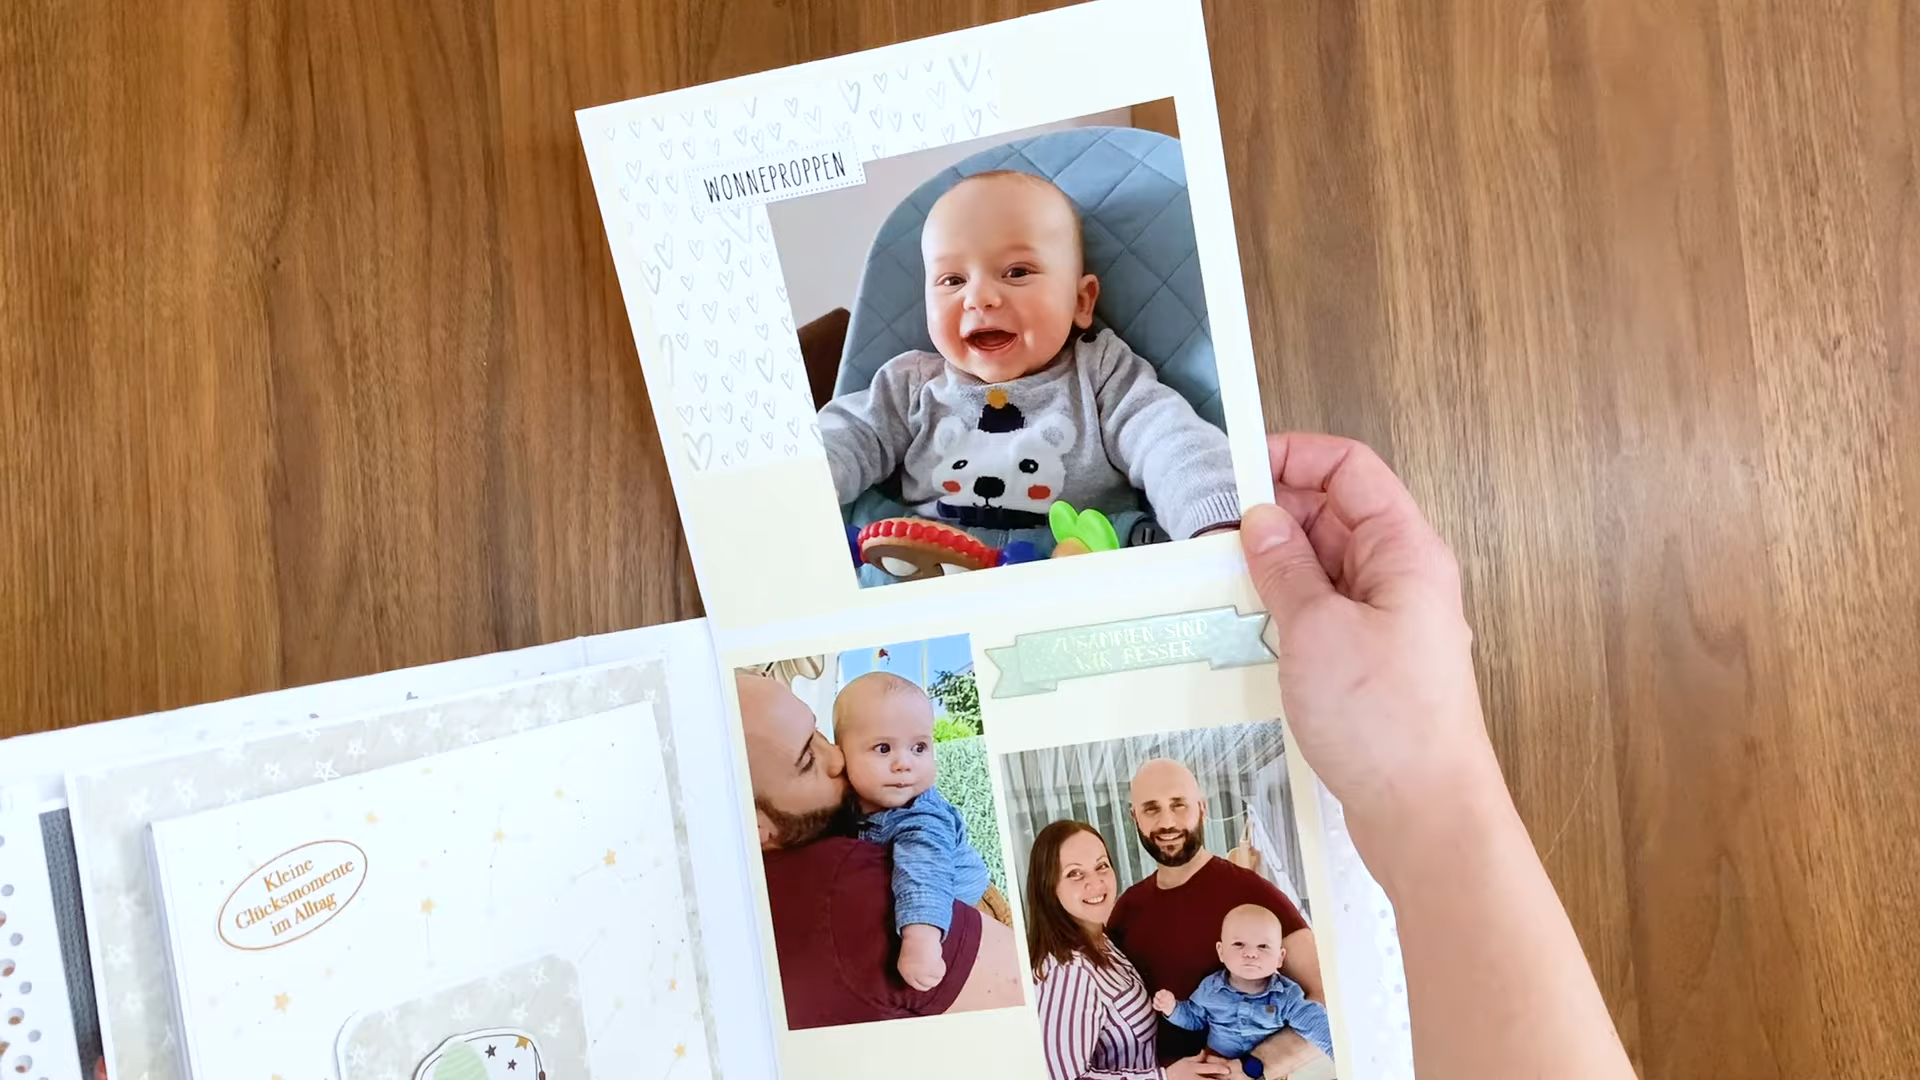 WONNEPROPPEN
ZUSAMMEN SIND
WIR BESSER
Kleine
Glücksmomente
im Alltag